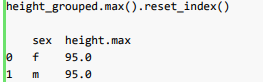 height_grouped.max().reset_index()
sex height.max
0 f 95.0
1 m 95.0